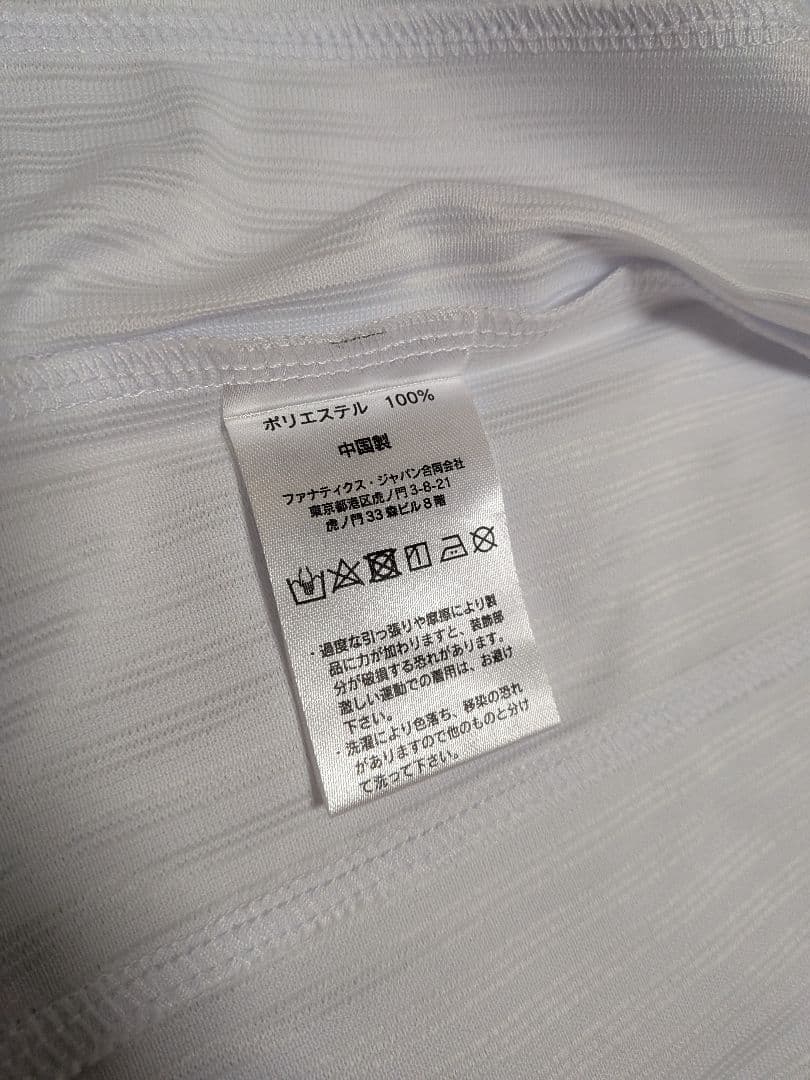 ポリエステル 100%
中国製
ファナティクス・ジャパン合同会社
東京都港区虎ノ門3-8-21
虎ノ門33森ビル8階
・過度な引っ張りや摩擦により製
品に力が加わりますと、装飾部
分が破損する恐れがあります。
激しい運動での着用は、お避け
下さい。
・洗濯により色落ち、移染の恐れ
がありますので他のものと分け
て洗って下さい。